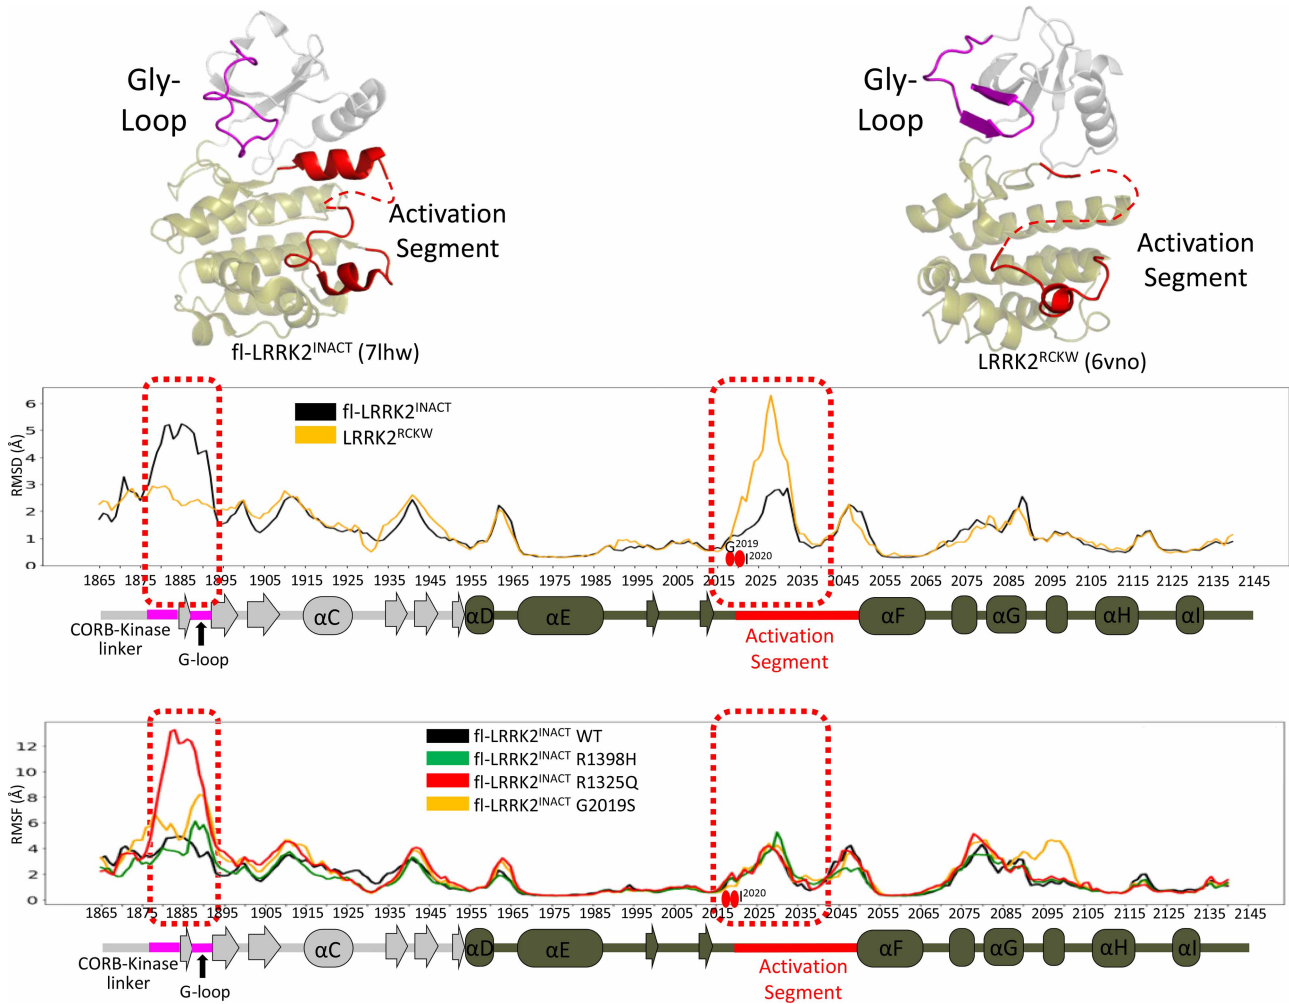 Gly-
Loop
Activation
Segment
fl-LRRK2ᴵᴺᴬᶜᵀ (7lhw)
Gly-
Loop
Activation
Segment
LRRK2ᴿᶜᴷᵂ (6vno)
RMSD (Å)
6
5
4
3
2
1
0
fl-LRRK2ᴵᴺᴬᶜᵀ
LRRK2ᴿᶜᴷᵂ
G²⁰¹⁹
I²⁰²⁰
1865 1875 1885 1895 1905 1915 1925 1935 1945 1955 1965 1975 1985 1995 2005 2015 2025 2035 2045 2055 2065 2075 2085 2095 2105 2115 2125 2135 2145
αC αD αE αF αG αH αI
CORB-Kinase
linker
G-loop
Activation
Segment
RMSF (Å)
12
10
8
6
4
2
0
fl-LRRK2ᴵᴺᴬᶜᵀ WT
fl-LRRK2ᴵᴺᴬᶜᵀ R1398H
fl-LRRK2ᴵᴺᴬᶜᵀ R1325Q
fl-LRRK2ᴵᴺᴬᶜᵀ G2019S
I²⁰²⁰
1865 1875 1885 1895 1905 1915 1925 1935 1945 1955 1965 1975 1985 1995 2005 2015 2025 2035 2045 2055 2065 2075 2085 2095 2105 2115 2125 2135 2145
αC αD αE αF αG αH αI
CORB-Kinase
linker
G-loop
Activation
Segment